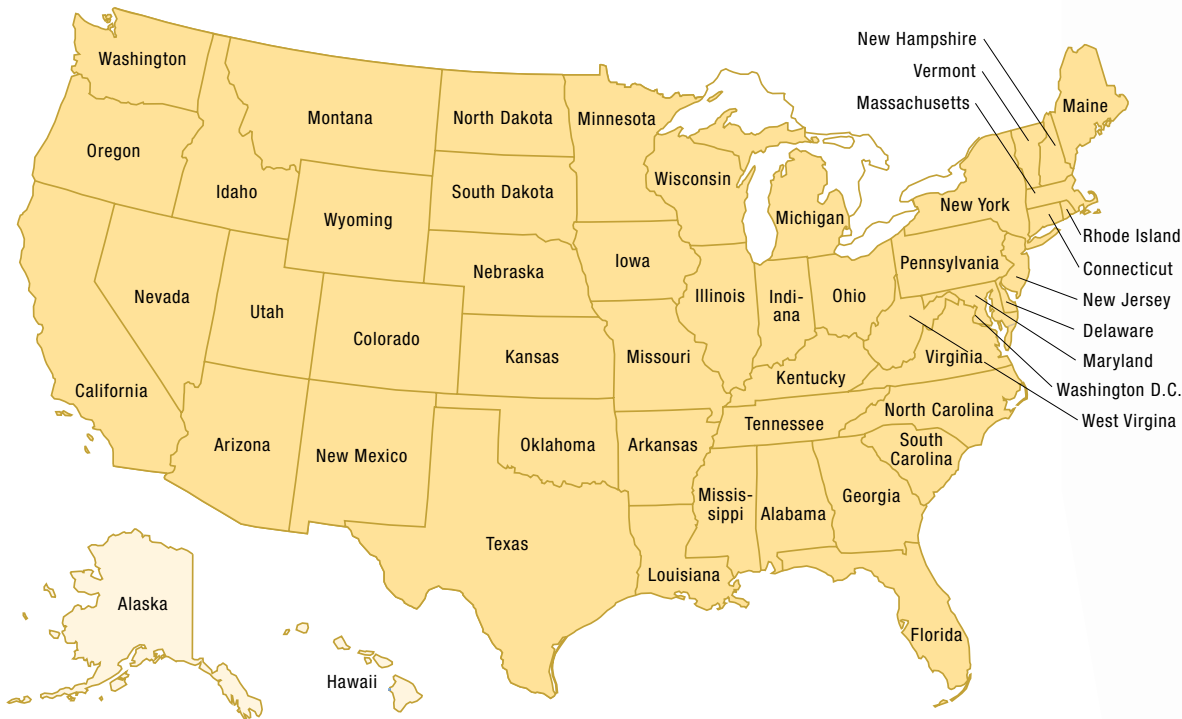 New Hampshire
Washington
Vermont
Massachusetts
Maine
Montana
North Dakota
Minnesota
Oregon
Wisconsin
Idaho
South Dakota
Wyoming
New York
Michigan
Rhode Island
Iowa
Pennsylvania
Connecticut
Nebraska
Nevada
Illinois
Indi-
ana
Ohio
New Jersey
Utah
Delaware
Colorado
Kansas
Missouri
Virginia
Maryland
Kentucky
California
Washington D.C.
North Carolina
West Virgina
Tennessee
Arizona
New Mexico
Oklahoma
Arkansas
South
Carolina
Missis-
sippi
Alabama
Georgia
Texas
Louisiana
Alaska
Florida
Hawaii